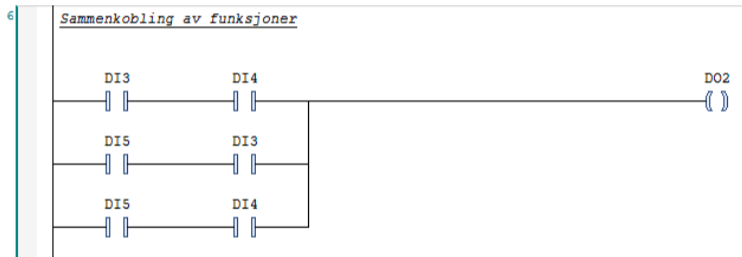 6
Sammenkobling av funksjoner
DI3 DI4 DO2
DI5 DI3
DI5 DI4